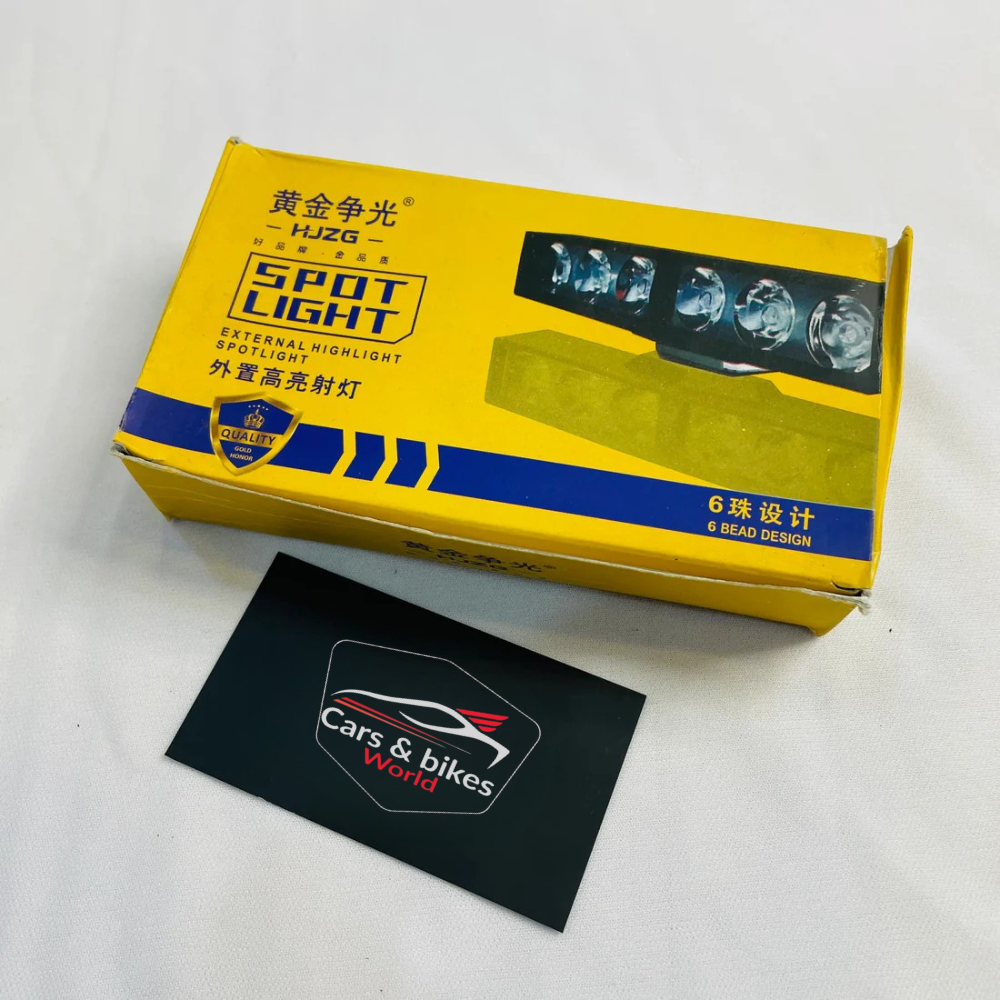 黄金争光®
HJZG
好品牌·金品质
SPOT
LIGHT
EXTERNAL HIGHLIGHT
SPOTLIGHT
外置高亮射灯
QUALITY
GOLD
HONOR
6珠设计
6 BEAD DESIGN
黄金争光®
HJZG
Cars & bikes
World